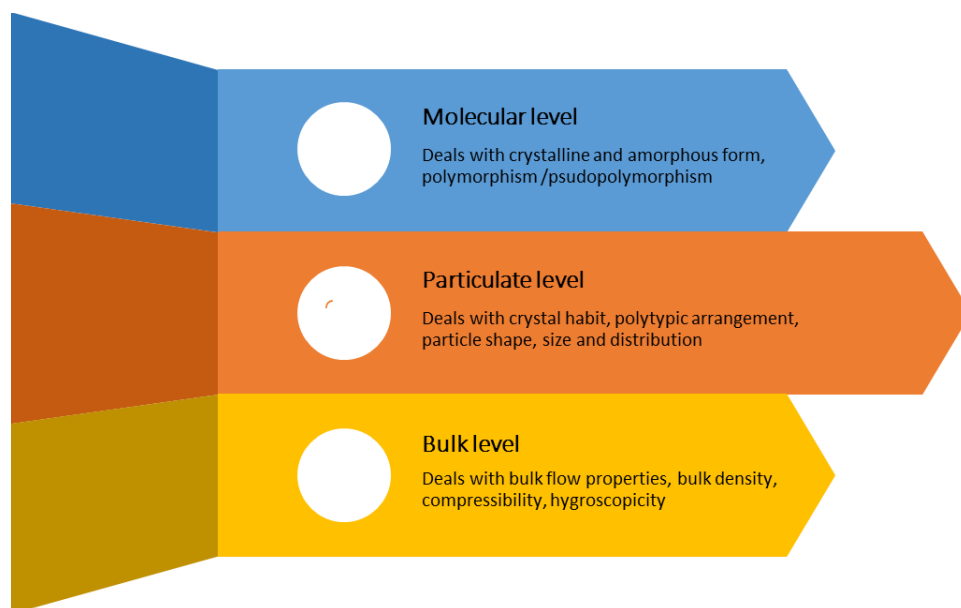 Molecular level
Deals with crystalline and amorphous form,
polymorphism/psudopolymorphism
Particulate level
Deals with crystal habit, polytypic arrangement,
particle shape, size and distribution
Bulk level
Deals with bulk flow properties, bulk density,
compressibility, hygroscopicity